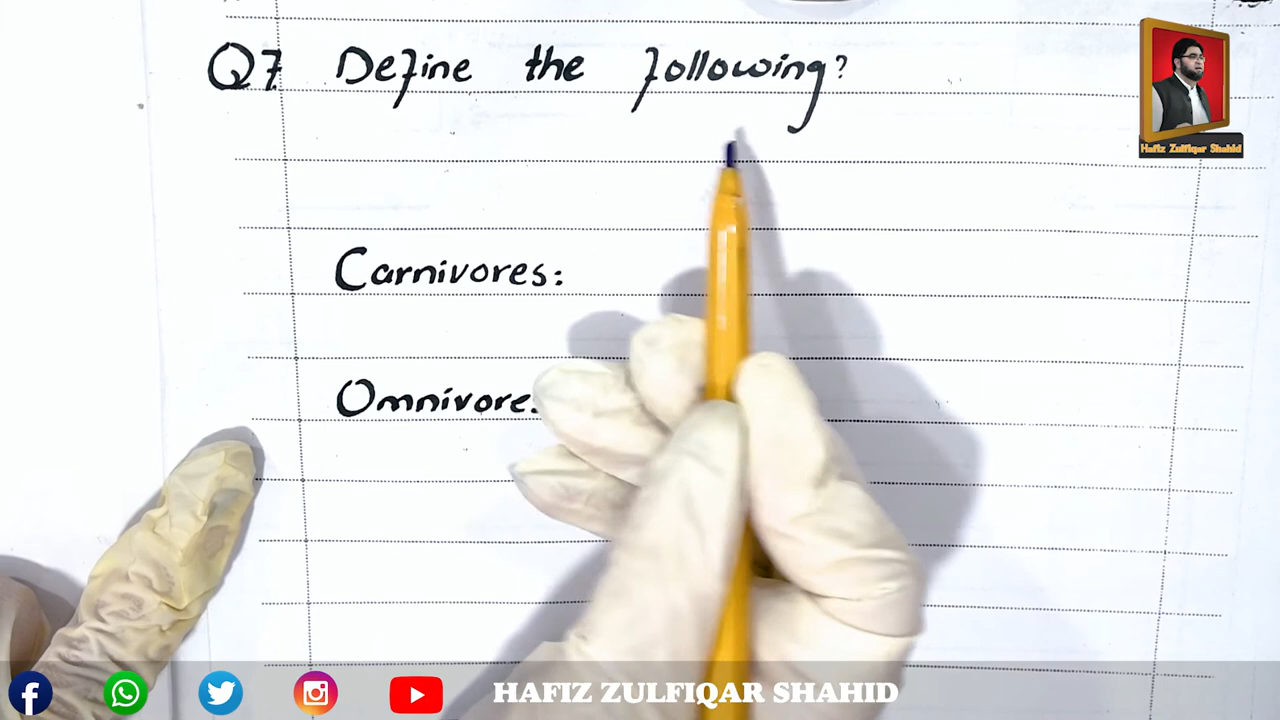 Q7 Define the following?
Hafiz Zulfiqar Shahid
Carnivores:
Omnivore
HAFIZ ZULFIQAR SHAHID